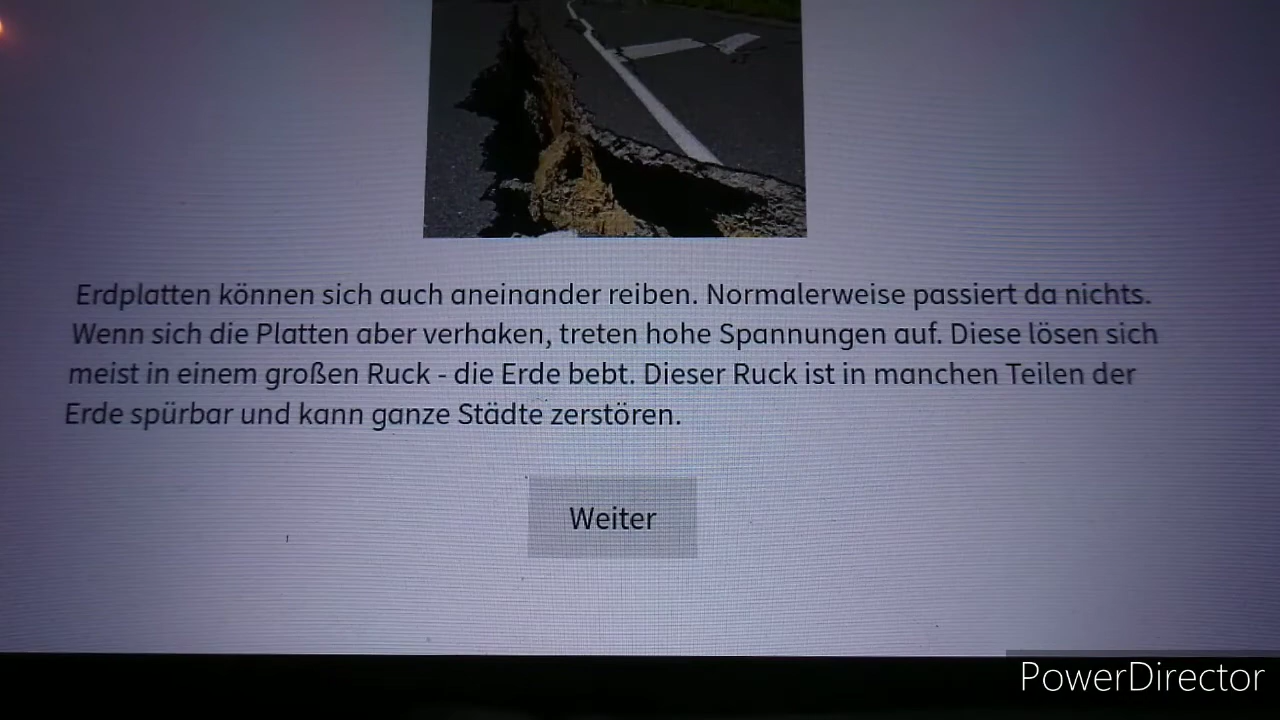 Erdplatten können sich auch aneinander reiben. Normalerweise passiert da nichts.
Wenn sich die Platten aber verhaken, treten hohe Spannungen auf. Diese lösen sich
meist in einem großen Ruck - die Erde bebt. Dieser Ruck ist in manchen Teilen der
Erde spürbar und kann ganze Städte zerstören.
Weiter
PowerDirector